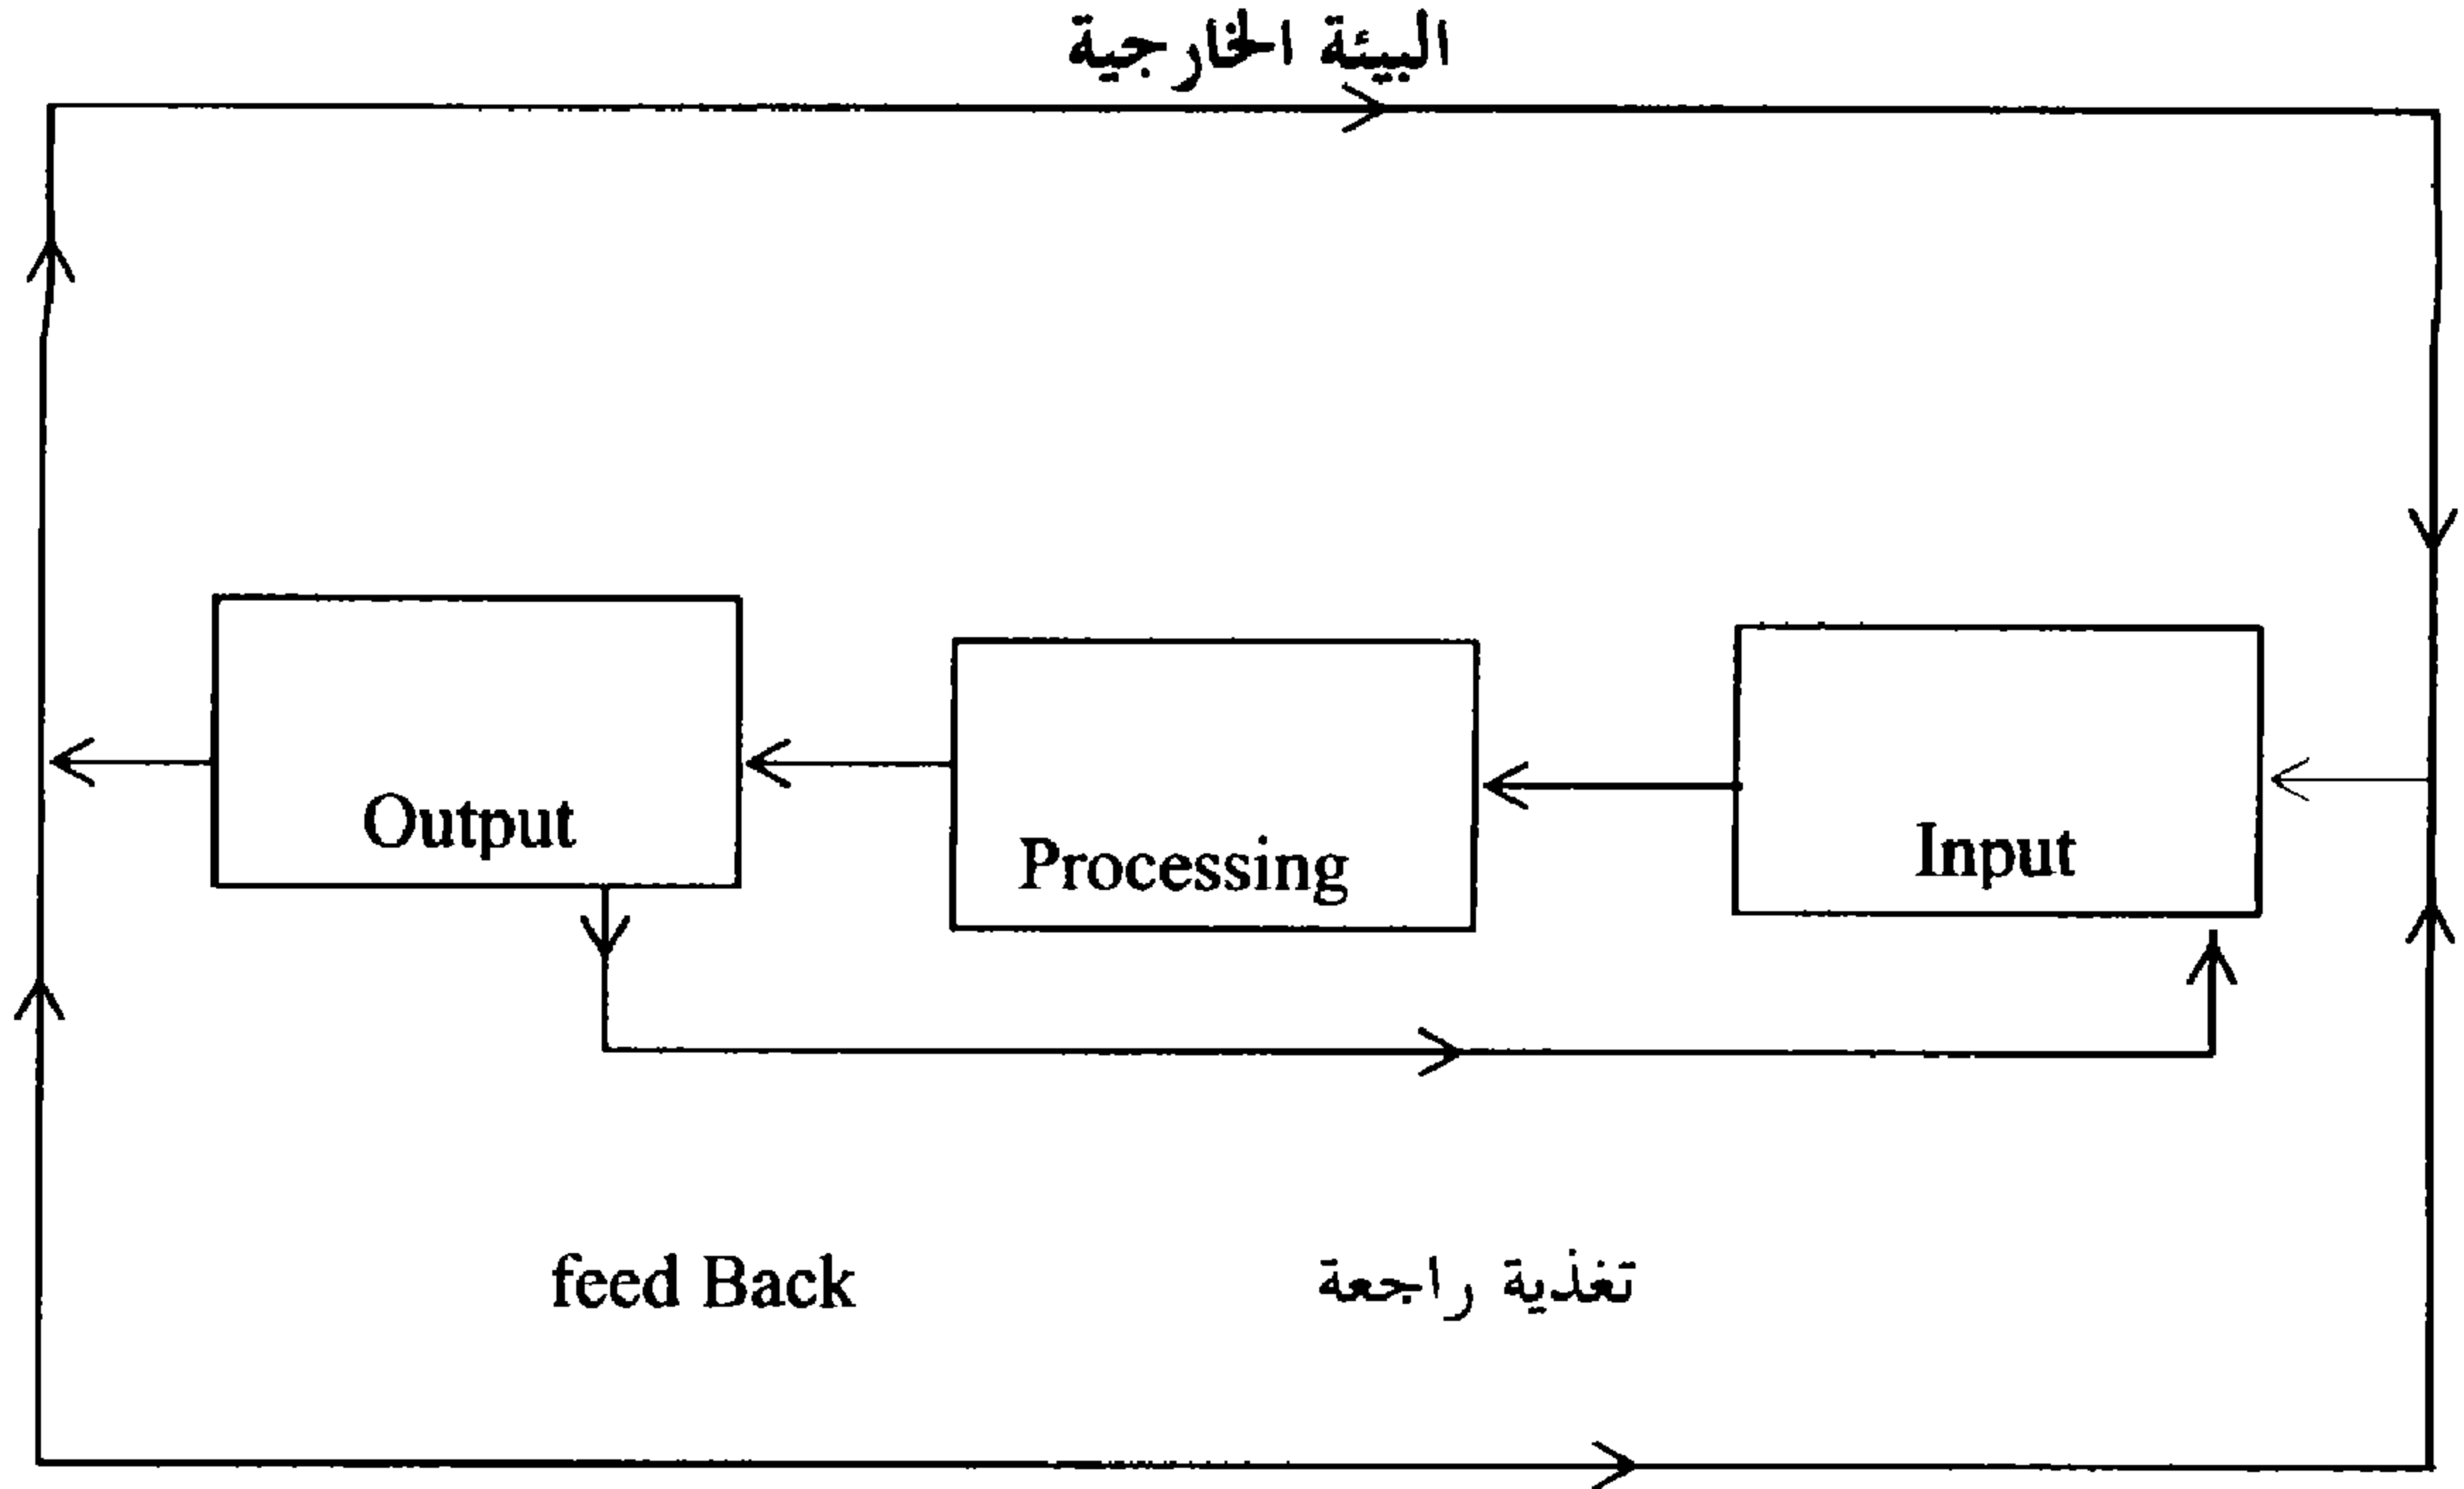 البيئة الخارجية
Output
Processing
Input
feed Back
تغذية راجعة